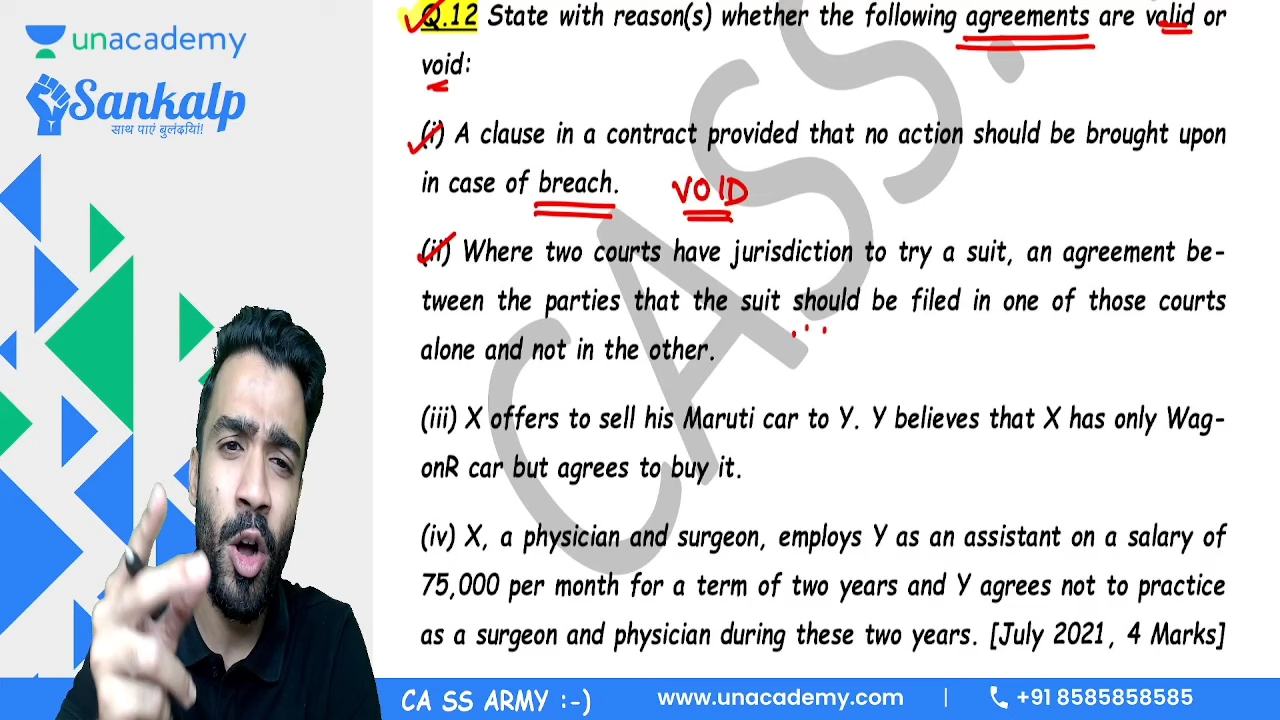 unacademy
Sankalp
साथ पाएं बुलंदियां!
Q.12 State with reason(s) whether the following agreements are valid or
void:
(i) A clause in a contract provided that no action should be brought upon
in case of breach. VOID
(ii) Where two courts have jurisdiction to try a suit, an agreement be-
tween the parties that the suit should be filed in one of those courts
alone and not in the other.
(iii) X offers to sell his Maruti car to Y. Y believes that X has only Wag-
onR car but agrees to buy it.
(iv) X, a physician and surgeon, employs Y as an assistant on a salary of
75,000 per month for a term of two years and Y agrees not to practice
as a surgeon and physician during these two years. [July 2021, 4 Marks]
CA SS ARMY :-) www.unacademy.com | +91 8585858585